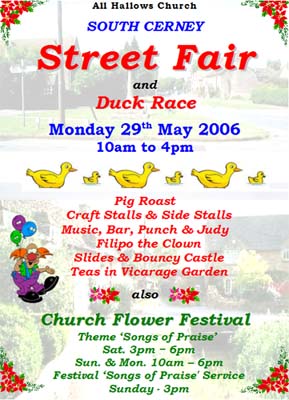 All Hallows Church
SOUTH CERNEY
Street Fair
and
Duck Race
Monday 29th May 2006
10am to 4pm
Pig Roast
Craft Stalls & Side Stalls
Music, Bar, Punch & Judy
Filipo the Clown
Slides & Bouncy Castle
Teas in Vicarage Garden
also
Church Flower Festival
Theme ‘Songs of Praise’
Sat. 3pm – 6pm
Sun. & Mon. 10am – 6pm
Festival ‘Songs of Praise’ Service
Sunday - 3pm